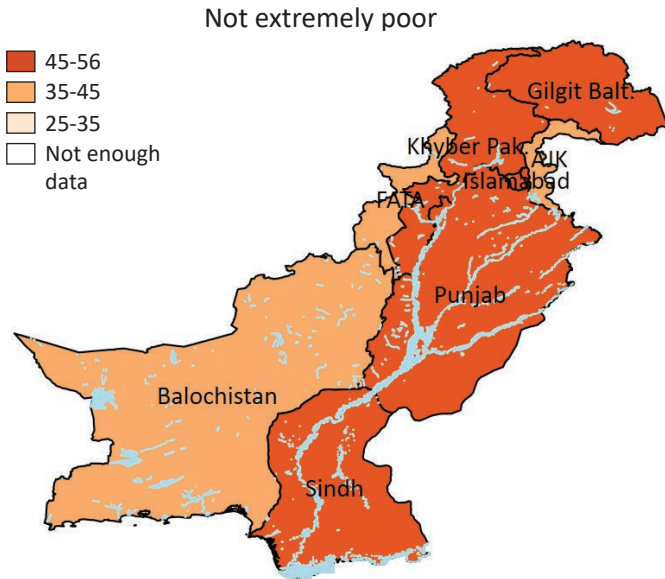 Not extremely poor
45-56
35-45
25-35
Not enough
data
Gilgit Balt.
Khyber Pak.
AJK
Islamabad
FATA
Punjab
Balochistan
Sindh